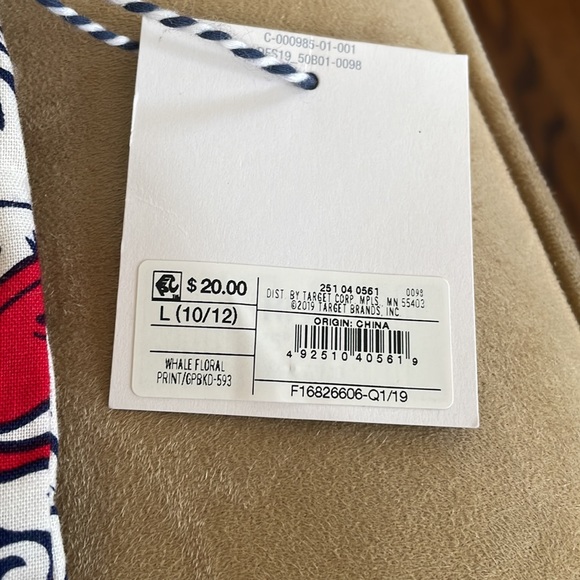 C-000985-01-001
DES19_50B01-0098
$ 20.00
L (10/12)
WHALE FLORAL
PRINT/GPBKD-593
251 04 0561 0098
DIST. BY TARGET CORP. MPLS, MN 55403
©2019 TARGET BRANDS, INC.
ORIGIN: CHINA
4 92510 40561 9
F16826606-Q1/19